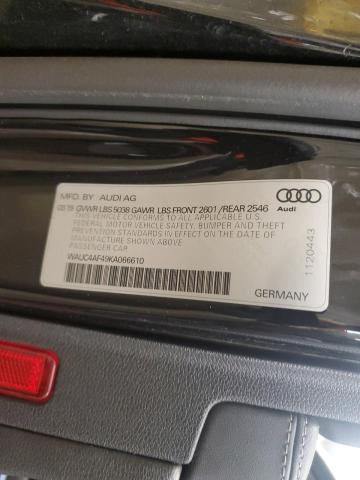 MFD. BY AUDI AG
03/19 GVWR LBS 5038 GAWR LBS FRONT 2601 / REAR 2546
THIS VEHICLE CONFORMS TO ALL APPLICABLE U.S.
FEDERAL MOTOR VEHICLE SAFETY, BUMPER AND THEFT
PREVENTION STANDARDS IN EFFECT ON THE DATE OF
MANUFACTURE SHOWN ABOVE.
PASSENGER CAR
WAUC4AF49KA066610
Audi
1120443
GERMANY